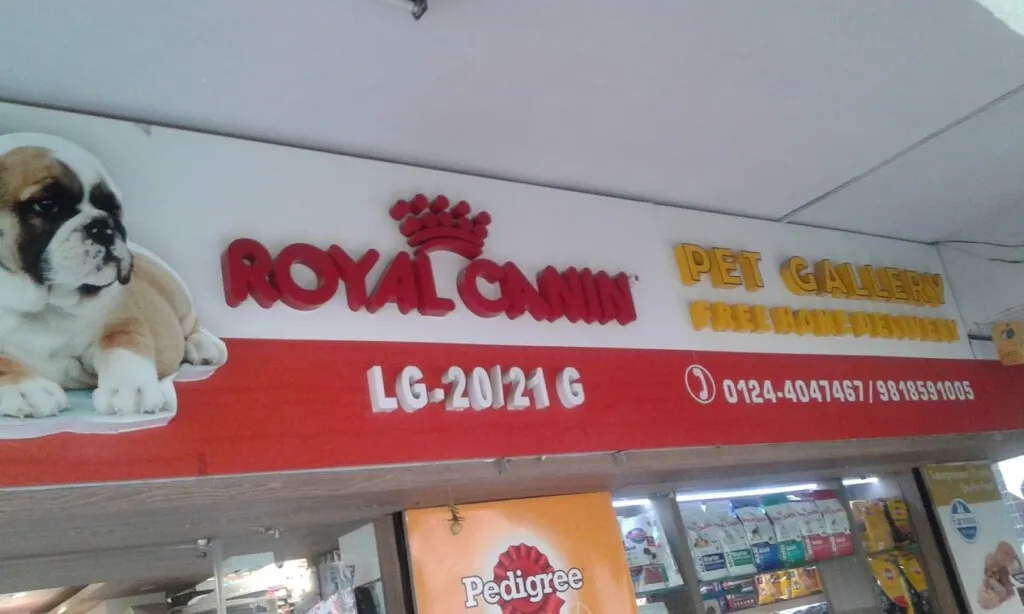 ROYAL CANIN
PET GALLERY
FREE HOME DELIVERY
LG-20/21 G
0124-4047467/9818591005
Pedigree